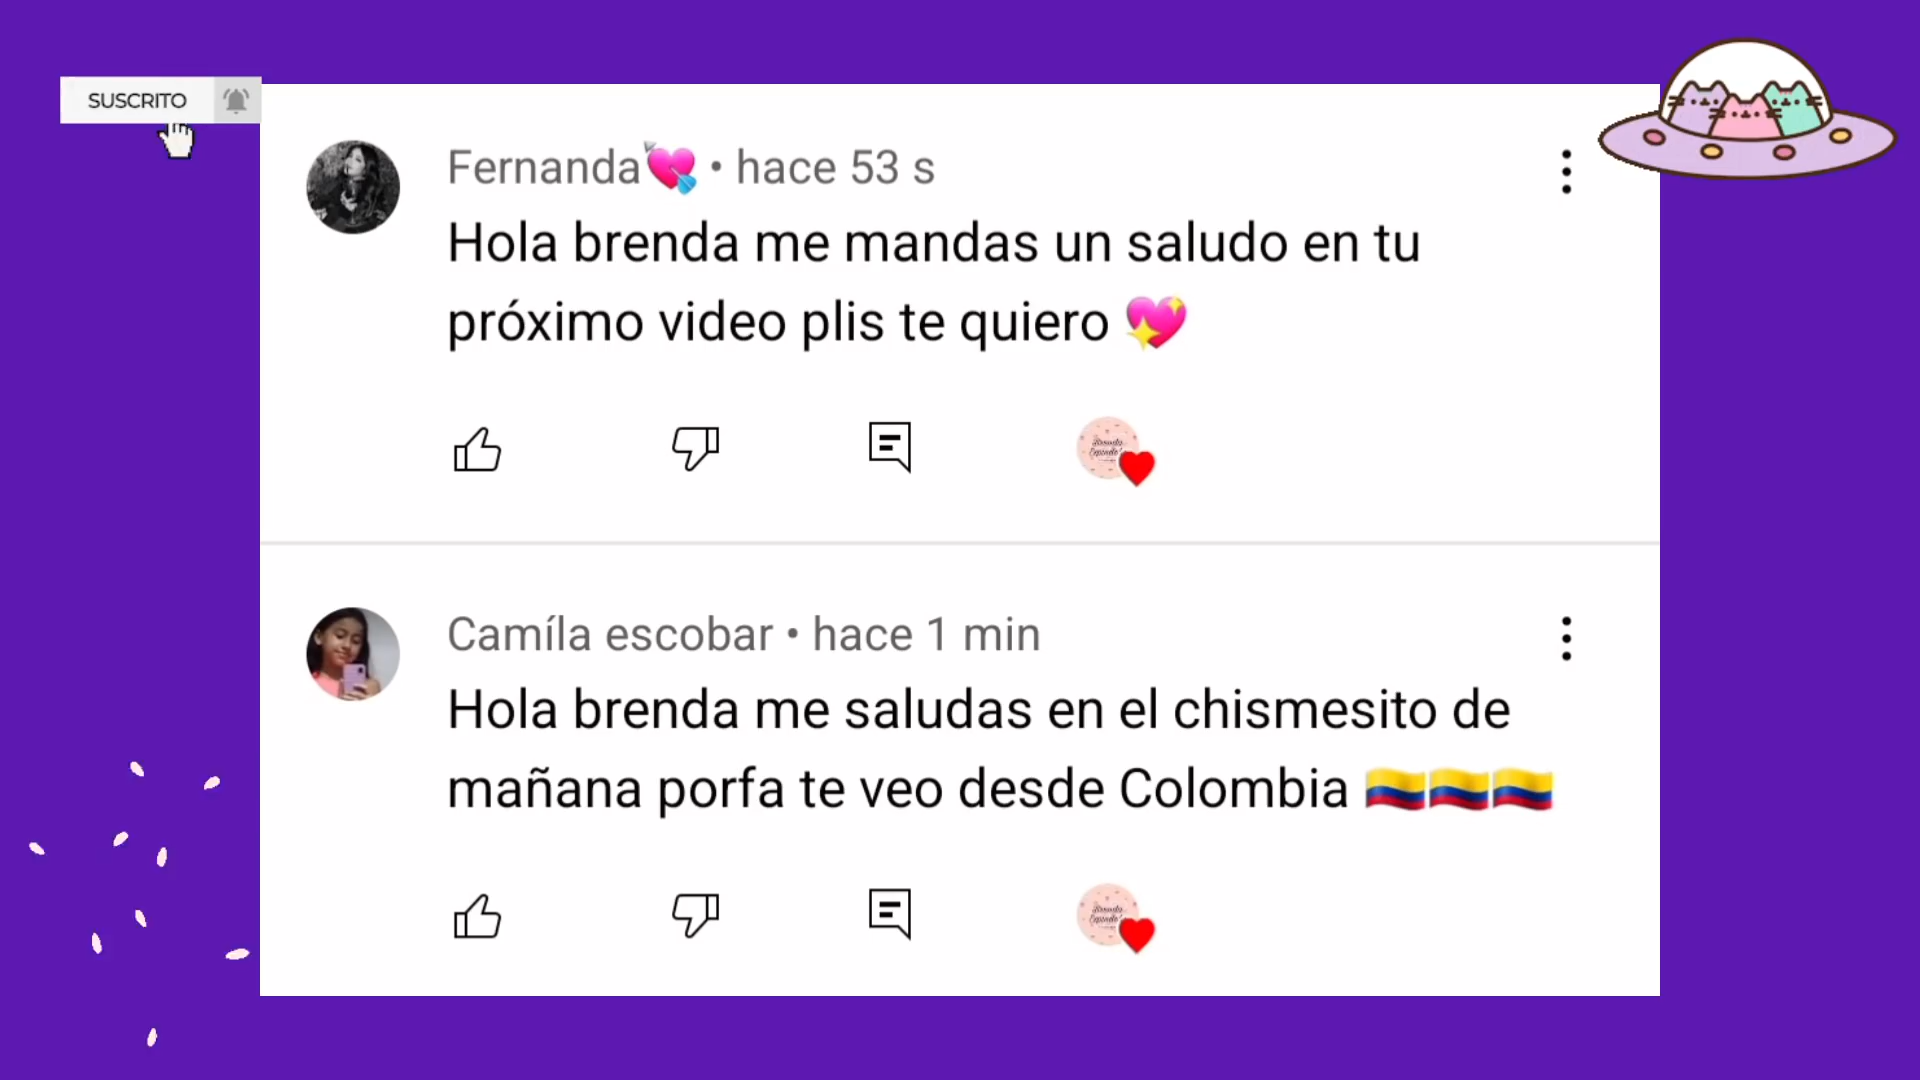 SUSCRITO
Fernanda💘 • hace 53 s
Hola brenda me mandas un saludo en tu
próximo video plis te quiero 💖
Camíla escobar • hace 1 min
Hola brenda me saludas en el chismesito de
mañana porfa te veo desde Colombia 🇨🇴🇨🇴🇨🇴